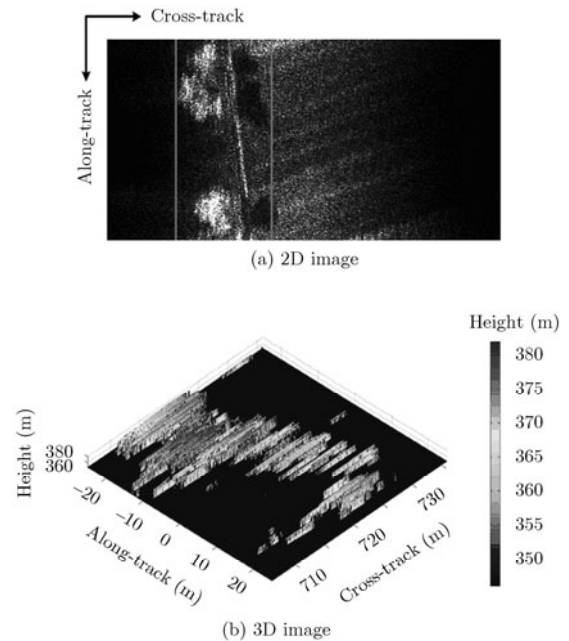 Cross-track
Along-track
(a) 2D image
Height (m)
380
375
370
365
360
355
350
Height (m)
380
360
−20
−10
0
10
20
Along-track (m)
710
720
730
Cross-track (m)
(b) 3D image